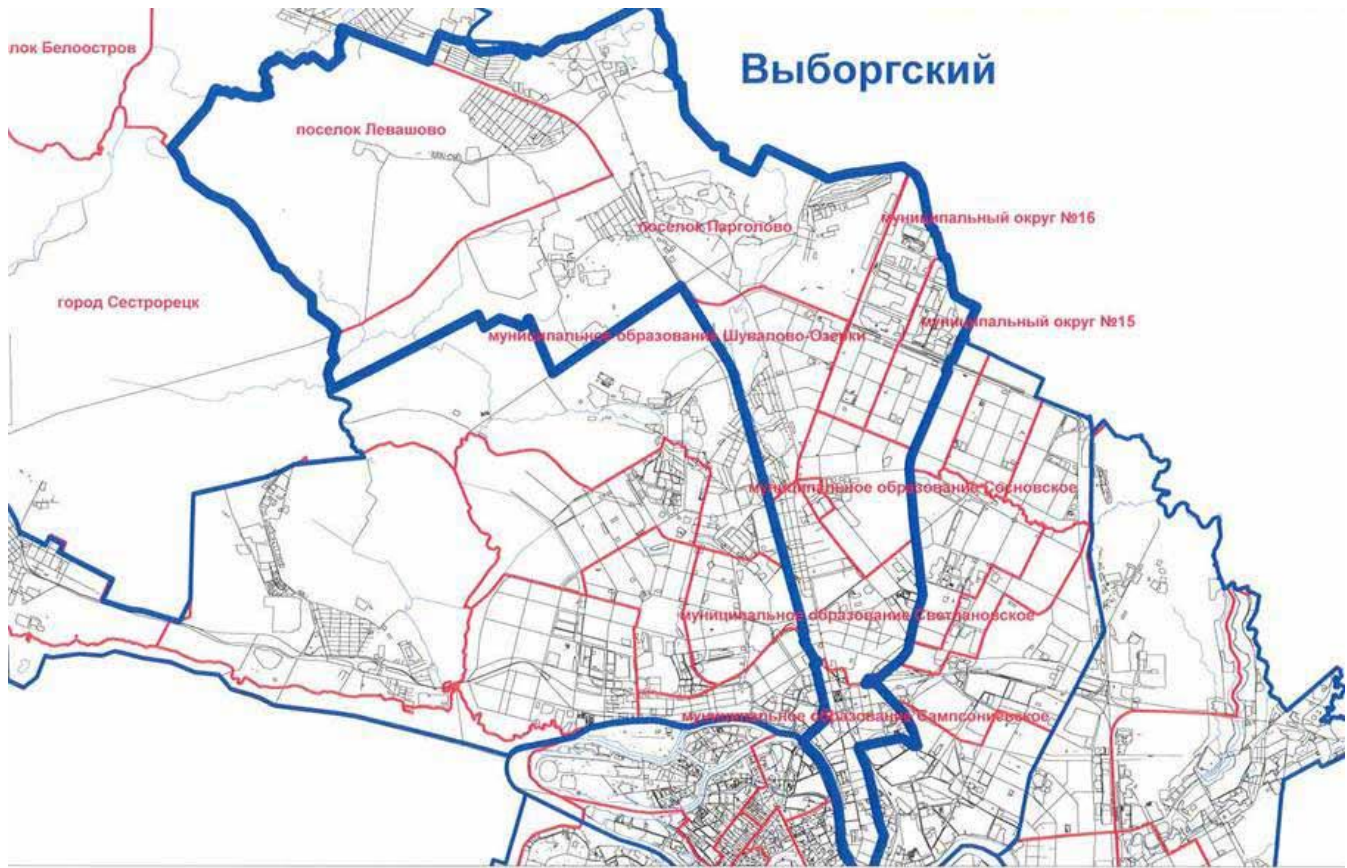 лок Белоостров
Выборгский
поселок Левашово
муниципальный округ №16
поселок Парголово
город Сестрорецк
муниципальный округ №15
муниципальное образование Шувалово-Озерки
муниципальное образование Сосновское
муниципальное образование Светлановское
муниципальное образование Сампсониевское